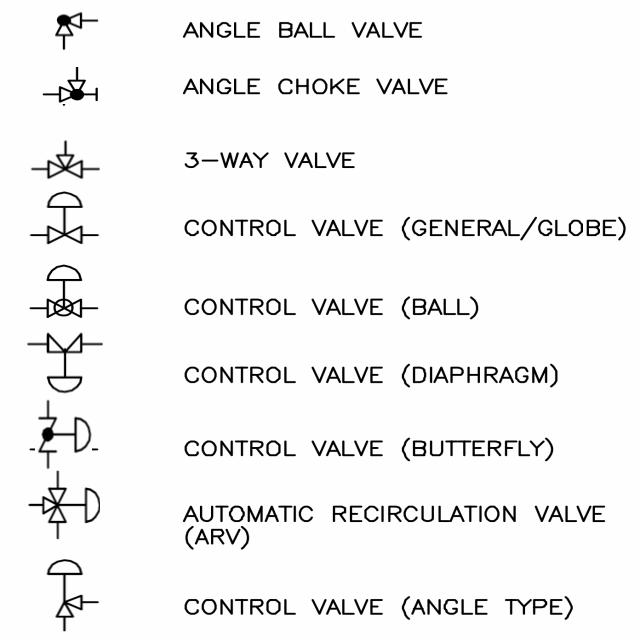 ANGLE BALL VALVE
ANGLE CHOKE VALVE
3-WAY VALVE
CONTROL VALVE (GENERAL/GLOBE)
CONTROL VALVE (BALL)
CONTROL VALVE (DIAPHRAGM)
CONTROL VALVE (BUTTERFLY)
AUTOMATIC RECIRCULATION VALVE
(ARV)
CONTROL VALVE (ANGLE TYPE)